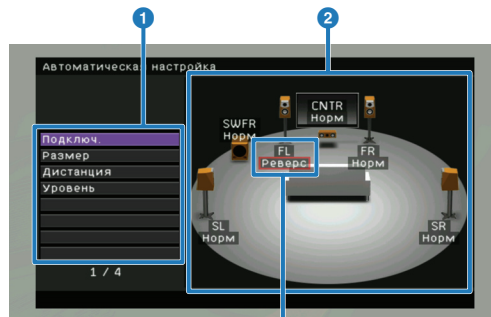 1
2
Автоматическая настройка
Подключ.
Размер
Дистанция
Уровень
1 / 4
CNTR
Норм
SWFR
Норм
FL
Реверс
FR
Норм
SL
Норм
SR
Норм